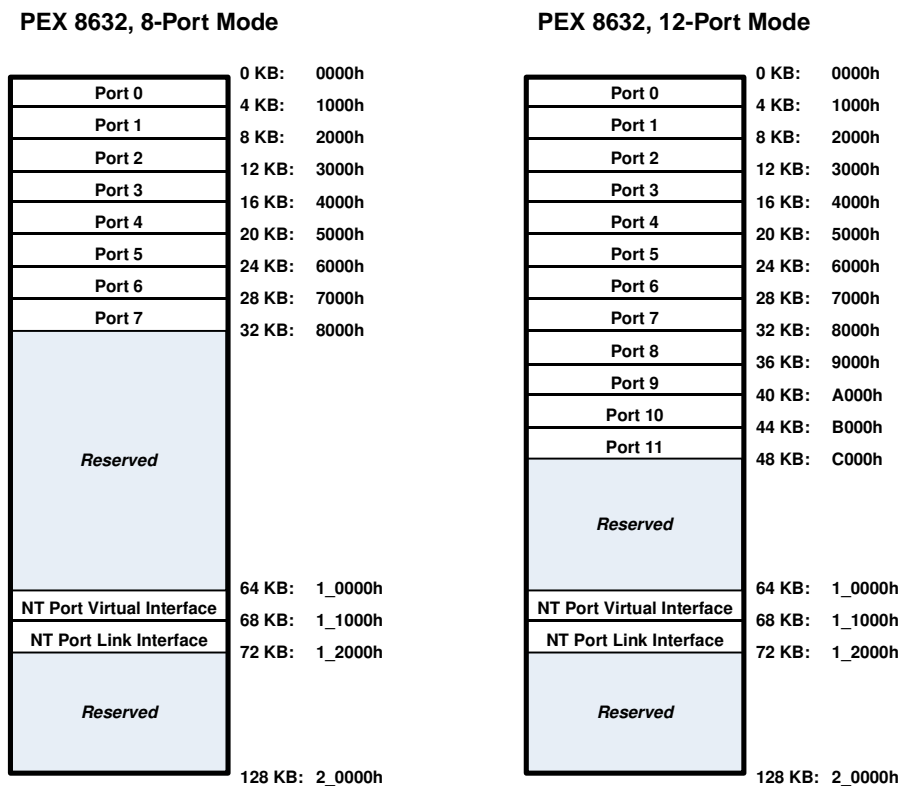 PEX 8632, 8-Port Mode
0 KB: 0000h
Port 0
4 KB: 1000h
Port 1
8 KB: 2000h
Port 2
12 KB: 3000h
Port 3
16 KB: 4000h
Port 4
20 KB: 5000h
Port 5
24 KB: 6000h
Port 6
28 KB: 7000h
Port 7
32 KB: 8000h
Reserved
64 KB: 1_0000h
NT Port Virtual Interface
68 KB: 1_1000h
NT Port Link Interface
72 KB: 1_2000h
Reserved
128 KB: 2_0000h
PEX 8632, 12-Port Mode
0 KB: 0000h
Port 0
4 KB: 1000h
Port 1
8 KB: 2000h
Port 2
12 KB: 3000h
Port 3
16 KB: 4000h
Port 4
20 KB: 5000h
Port 5
24 KB: 6000h
Port 6
28 KB: 7000h
Port 7
32 KB: 8000h
Port 8
36 KB: 9000h
Port 9
40 KB: A000h
Port 10
44 KB: B000h
Port 11
48 KB: C000h
Reserved
64 KB: 1_0000h
NT Port Virtual Interface
68 KB: 1_1000h
NT Port Link Interface
72 KB: 1_2000h
Reserved
128 KB: 2_0000h